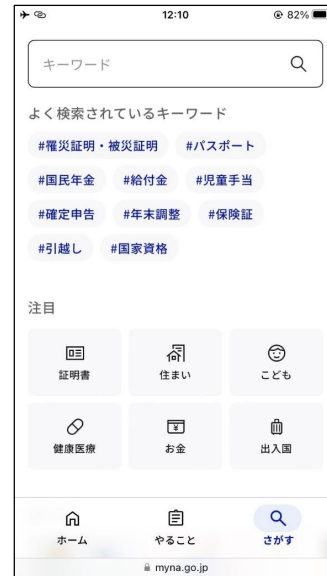 12:10 82%
キーワード
よく検索されているキーワード
#罹災証明・被災証明 #パスポート
#国民年金 #給付金 #児童手当
#確定申告 #年末調整 #保険証
#引越し #国家資格
注目
証明書 住まい こども
健康医療 お金 出入国
ホーム やること さがす
myna.go.jp